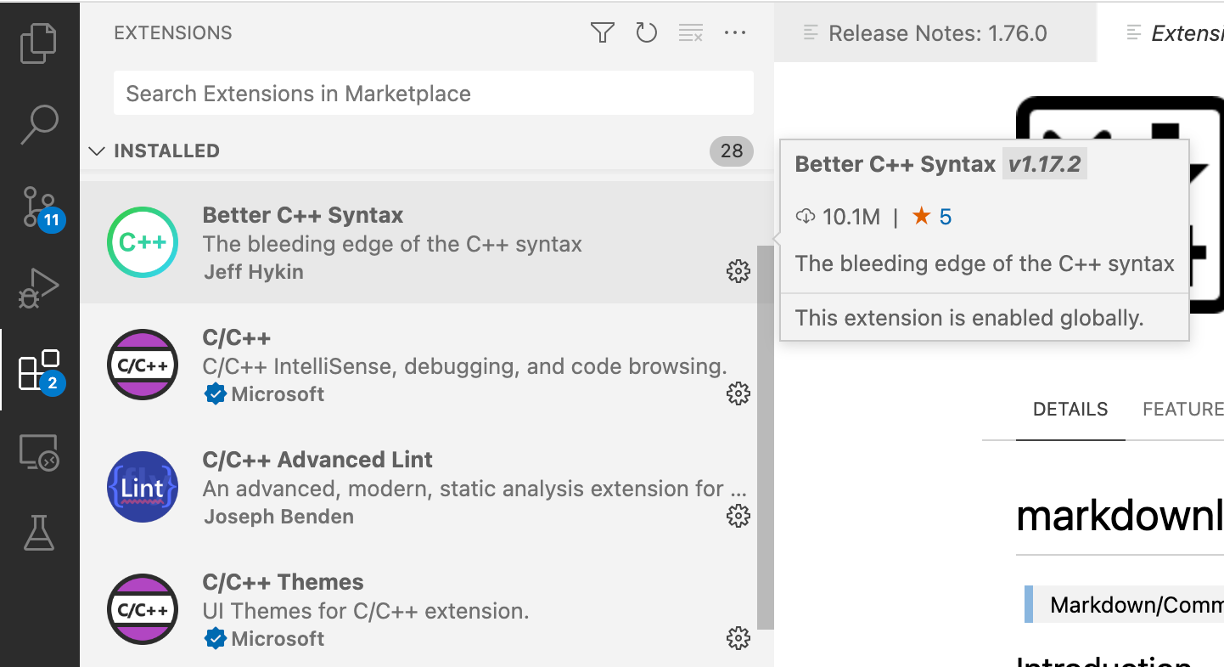 EXTENSIONS
Search Extensions in Marketplace
INSTALLED
28
C++
Better C++ Syntax
The bleeding edge of the C++ syntax
Jeff Hykin
C/C++
C/C++
C/C++ IntelliSense, debugging, and code browsing.
Microsoft
Lint
C/C++ Advanced Lint
An advanced, modern, static analysis extension for ...
Joseph Benden
C/C++
C/C++ Themes
UI Themes for C/C++ extension.
Microsoft
11
2
Release Notes: 1.76.0
Extensi
Better C++ Syntax v1.17.2
10.1M | ★ 5
The bleeding edge of the C++ syntax
This extension is enabled globally.
DETAILS
FEATURE
markdownl
Markdown/Comm
Introduction